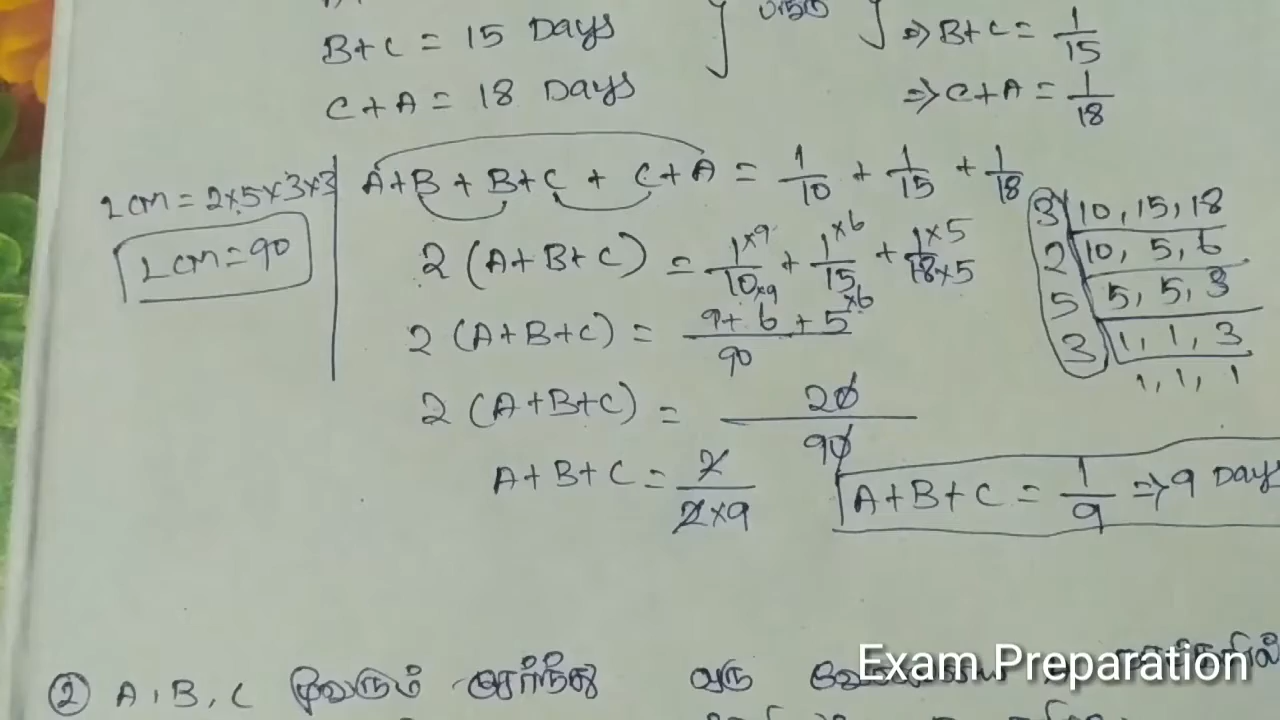 B+C = 15 Days ⇒ B+C = 1/15
C+A = 18 Days ⇒ C+A = 1/18
A+B + B+C + C+A = 1/10 + 1/15 + 1/18
LCM = 2×5×3×3
LCM = 90
2 (A+B+C) = 1×9/10×9 + 1×6/15×6 + 1×5/18×5
2 (A+B+C) = 9+6+5/90
2 (A+B+C) = 20/90
A+B+C = 2/2×9
A+B+C = 1/9 ⇒ 9 Days
3 10, 15, 18
2 10, 5, 6
5 5, 5, 3
3 1, 1, 3
1, 1, 1
② A, B, C மூவரும் சேர்ந்து
Exam Preparation